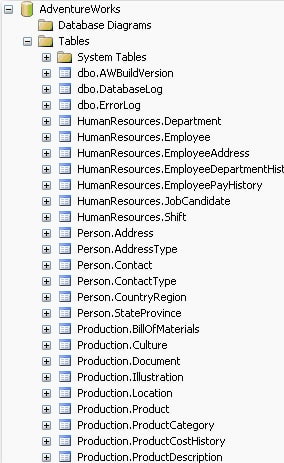 AdventureWorks
Database Diagrams
Tables
System Tables
dbo.AWBuildVersion
dbo.DatabaseLog
dbo.ErrorLog
HumanResources.Department
HumanResources.Employee
HumanResources.EmployeeAddress
HumanResources.EmployeeDepartmentHist
HumanResources.EmployeePayHistory
HumanResources.JobCandidate
HumanResources.Shift
Person.Address
Person.AddressType
Person.Contact
Person.ContactType
Person.CountryRegion
Person.StateProvince
Production.BillOfMaterials
Production.Culture
Production.Document
Production.Illustration
Production.Location
Production.Product
Production.ProductCategory
Production.ProductCostHistory
Production.ProductDescription